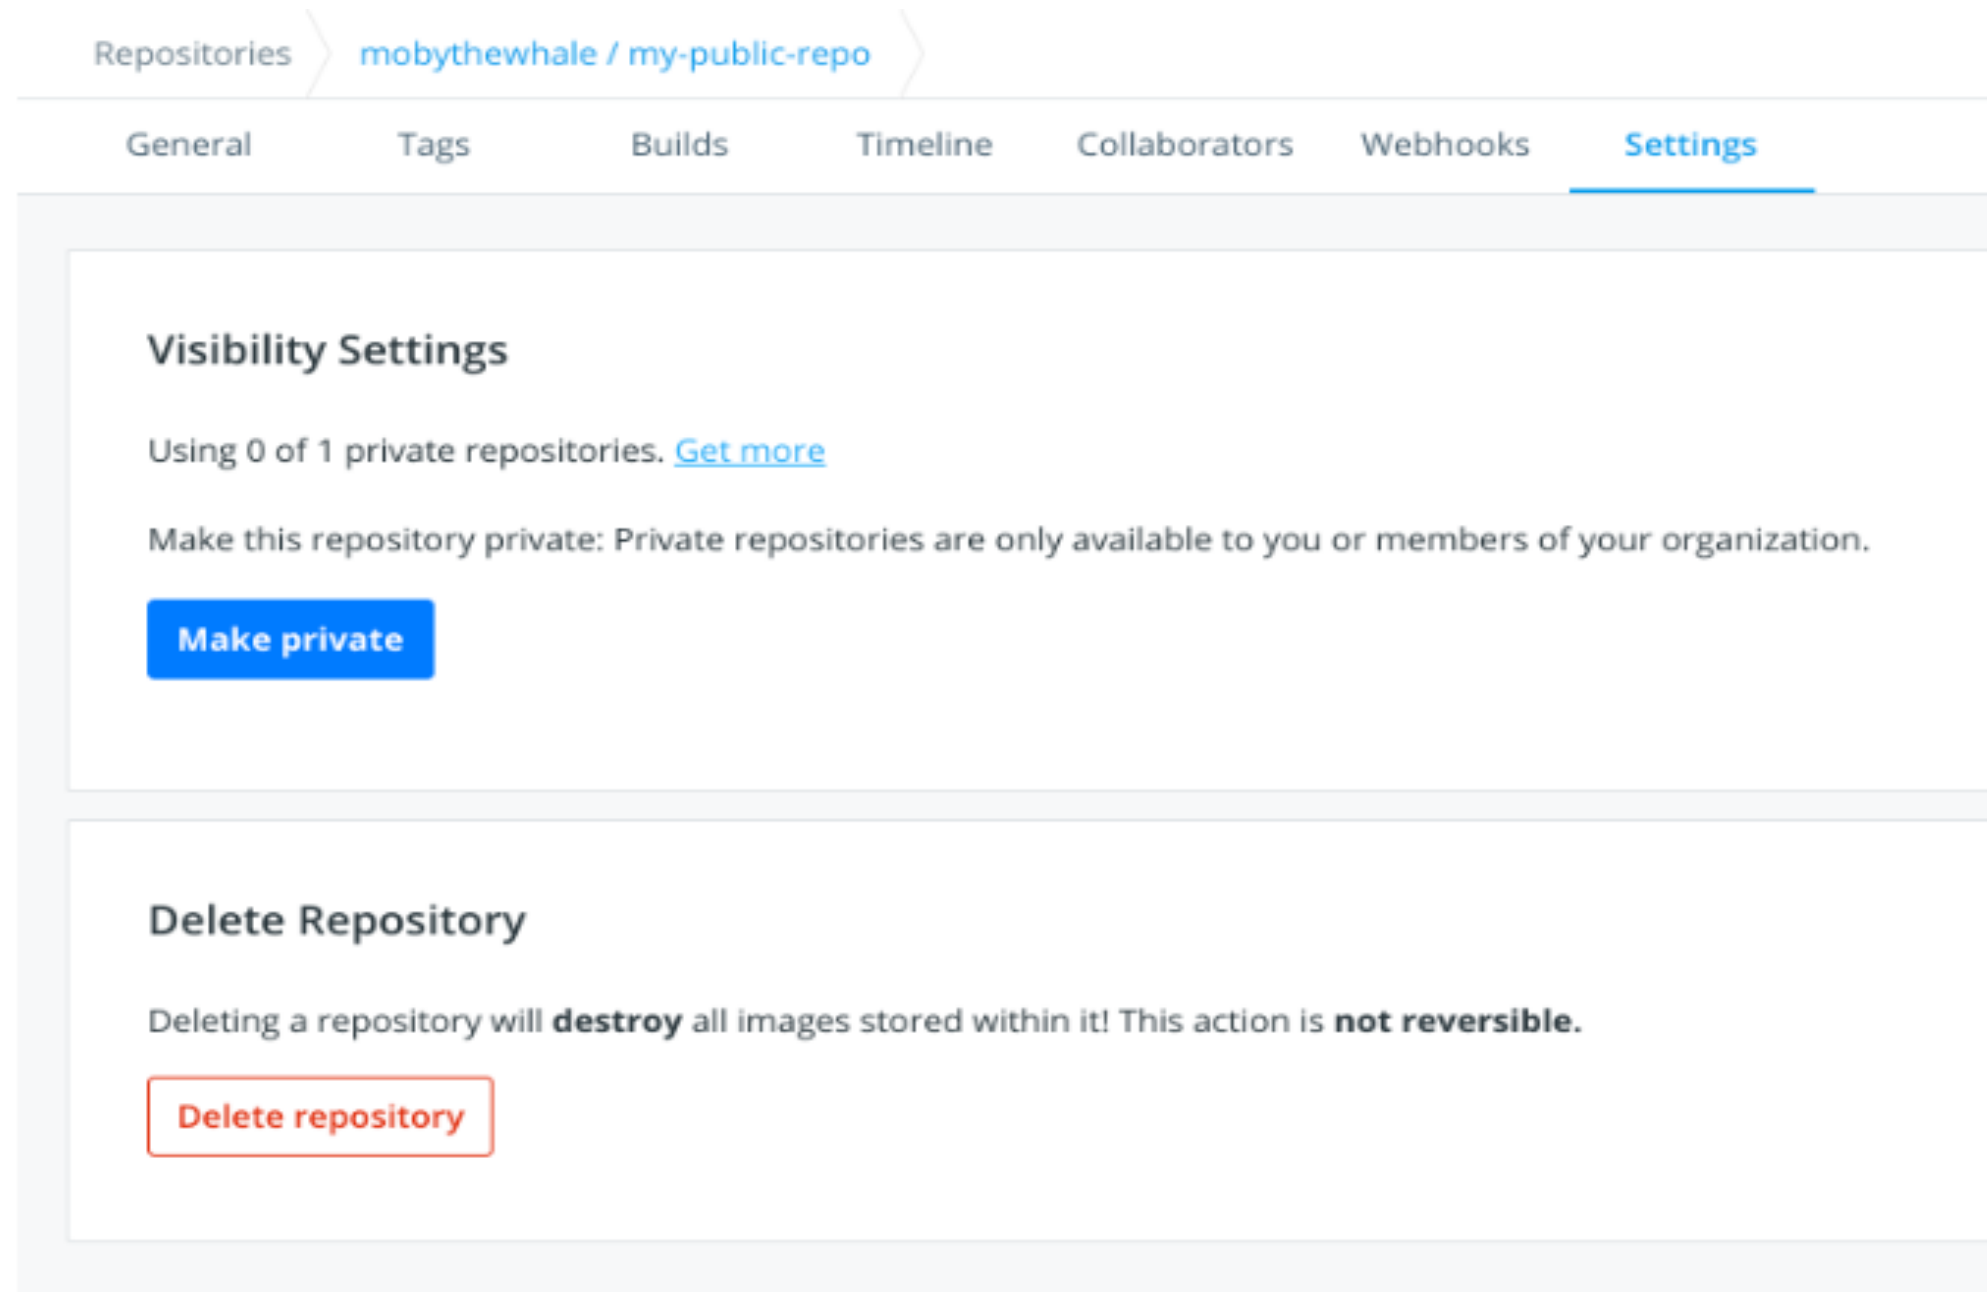 Repositories mobythewhale / my-public-repo
General Tags Builds Timeline Collaborators Webhooks Settings
Visibility Settings
Using 0 of 1 private repositories. Get more
Make this repository private: Private repositories are only available to you or members of your organization.
Make private
Delete Repository
Deleting a repository will destroy all images stored within it! This action is not reversible.
Delete repository